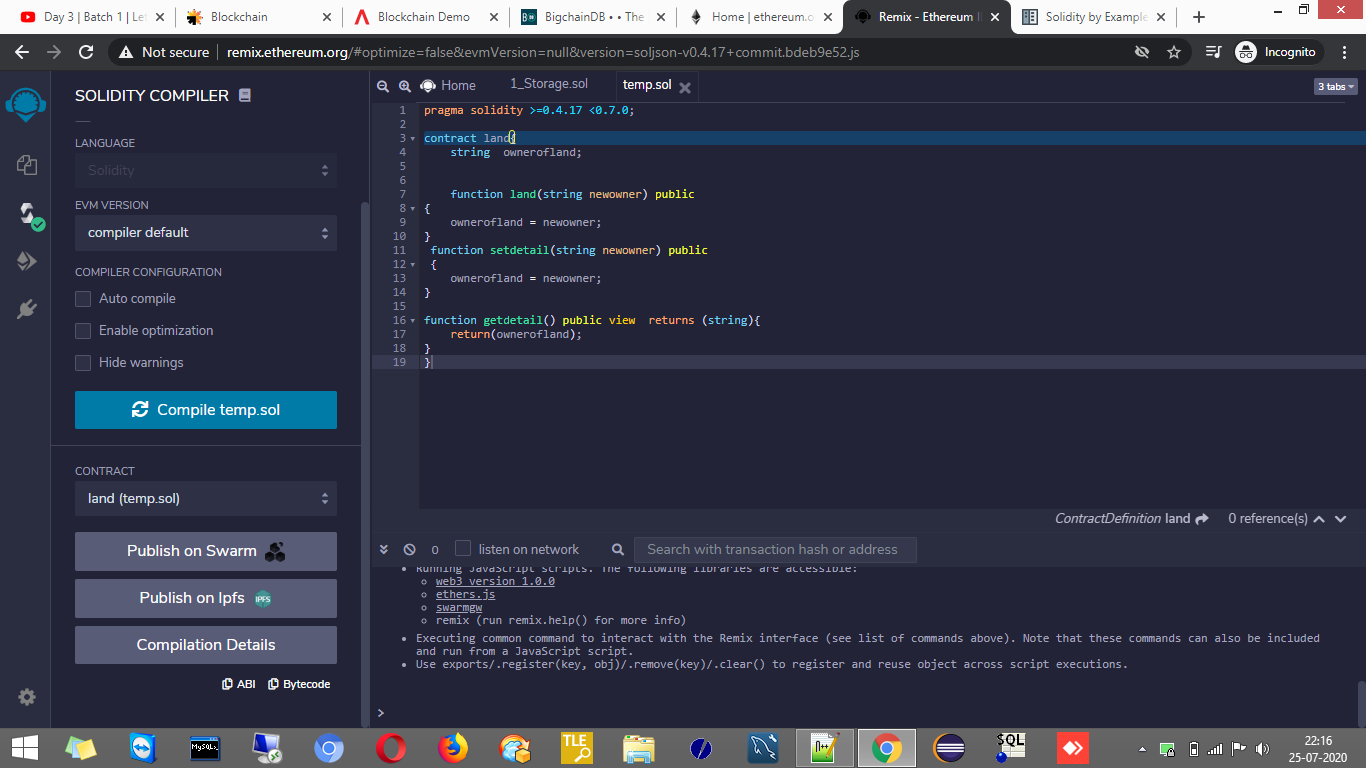 Day 3 | Batch 1 | Le
Blockchain
Blockchain Demo
BigchainDB • • The
Home | ethereum.o
Remix - Ethereum I
Solidity by Example
Not secure | remix.ethereum.org/#optimize=false&evmVersion=null&version=soljson-v0.4.17+commit.bdeb9e52.js
Incognito
SOLIDITY COMPILER
LANGUAGE
Solidity
EVM VERSION
compiler default
COMPILER CONFIGURATION
Auto compile
Enable optimization
Hide warnings
Compile temp.sol
CONTRACT
land (temp.sol)
Publish on Swarm
Publish on Ipfs IPFS
Compilation Details
ABI Bytecode
Home 1_Storage.sol temp.sol
3 tabs
1 pragma solidity >=0.4.17 <0.7.0;
2
3 contract land{
4 string ownerofland;
5
6
7 function land(string newowner) public
8 {
9 ownerofland = newowner;
10 }
11 function setdetail(string newowner) public
12 {
13 ownerofland = newowner;
14 }
15
16 function getdetail() public view returns (string){
17 return(ownerofland);
18 }
19 }
ContractDefinition land 0 reference(s)
0 listen on network Search with transaction hash or address
• Running JavaScript scripts. The following libraries are accessible:
○ web3 version 1.0.0
○ ethers.js
○ swarmgw
○ remix (run remix.help() for more info)
• Executing common command to interact with the Remix interface (see list of commands above). Note that these commands can also be included
and run from a JavaScript script.
• Use exports/.register(key, obj)/.remove(key)/.clear() to register and reuse object across script executions.
>
MySQL
TLE
SQL
22:16
25-07-2020